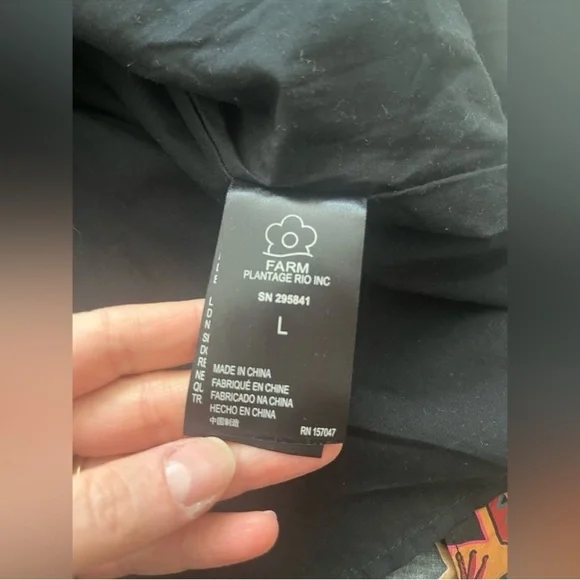 FARM
PLANTAGE RIO INC
SN 295841
L
MADE IN CHINA
FABRIQUÉ EN CHINE
FABRICADO NA CHINA
HECHO EN CHINA
中国制造
RN 157047